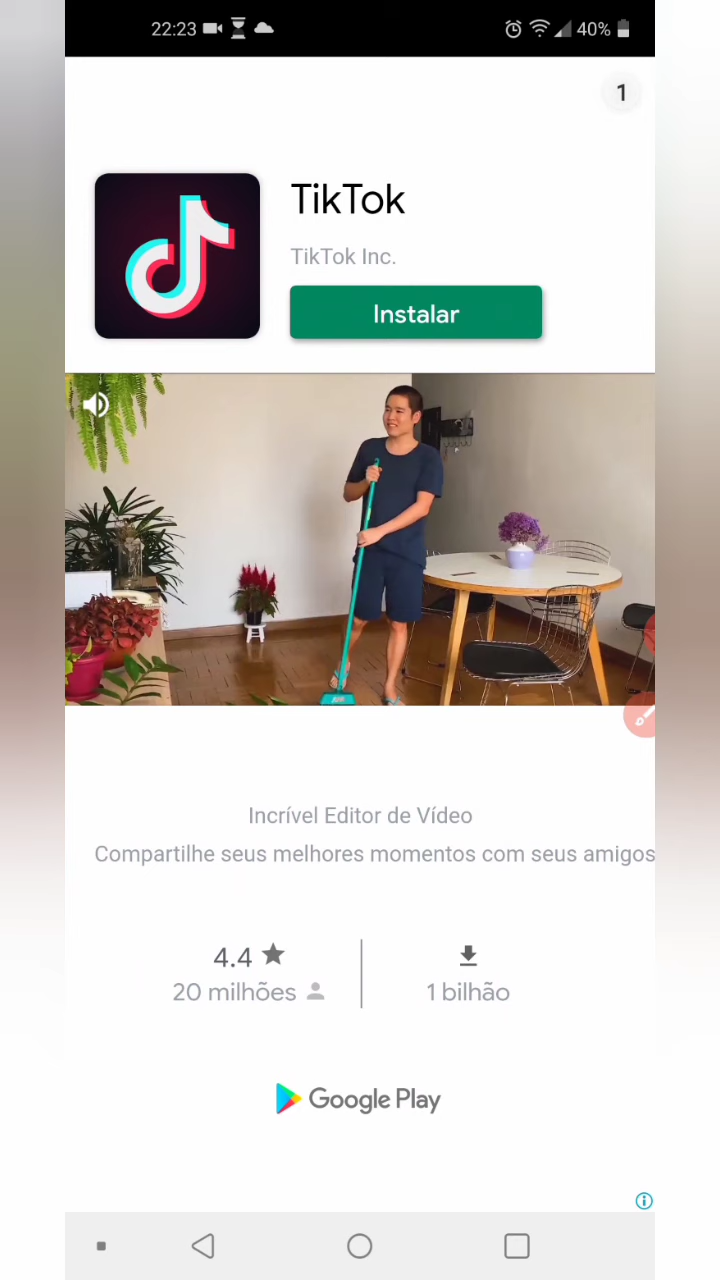 22:23
40%
1
TikTok
TikTok Inc.
Instalar
Incrível Editor de Vídeo
Compartilhe seus melhores momentos com seus amigos
4.4
20 milhões
1 bilhão
Google Play